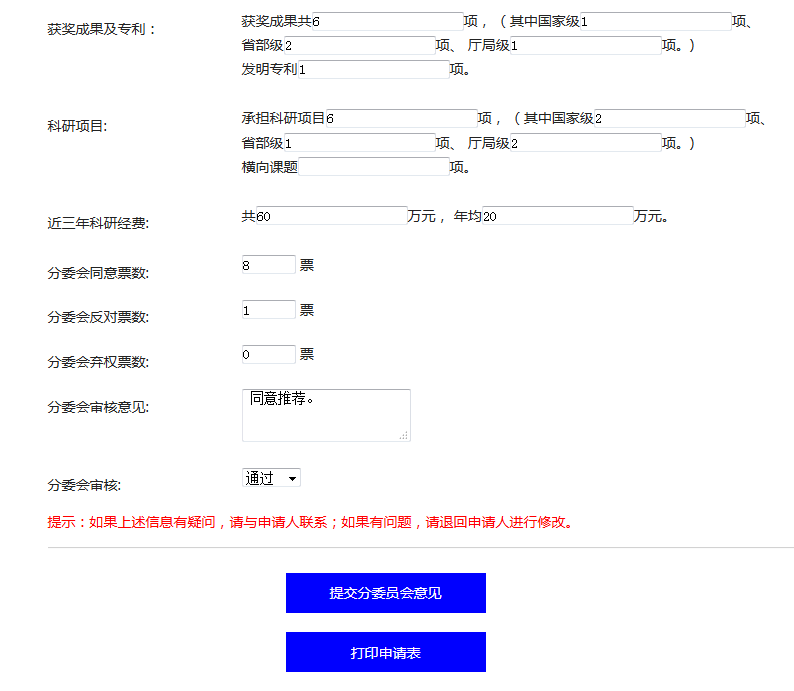 获奖成果及专利：
获奖成果共6项，（其中国家级1项、
省部级2项、厅局级1项。）
发明专利1项。
科研项目:
承担科研项目6项，（其中国家级2项、
省部级1项、厅局级2项。）
横向课题项。
近三年科研经费:
共60万元，年均20万元。
分委会同意票数:
8 票
分委会反对票数:
1 票
分委会弃权票数:
0 票
分委会审核意见:
同意推荐。
分委会审核:
通过
提示：如果上述信息有疑问，请与申请人联系；如果有问题，请退回申请人进行修改。
提交分委员会意见
打印申请表